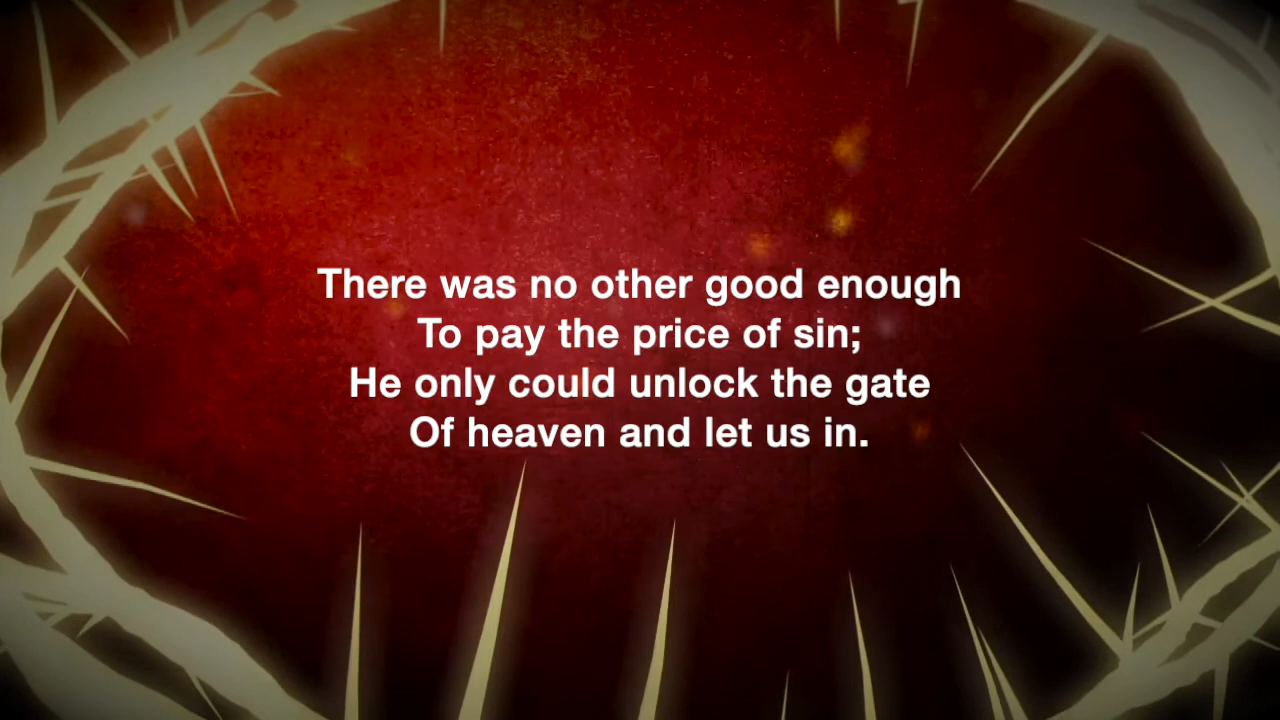 There was no other good enough
To pay the price of sin;
He only could unlock the gate
Of heaven and let us in.